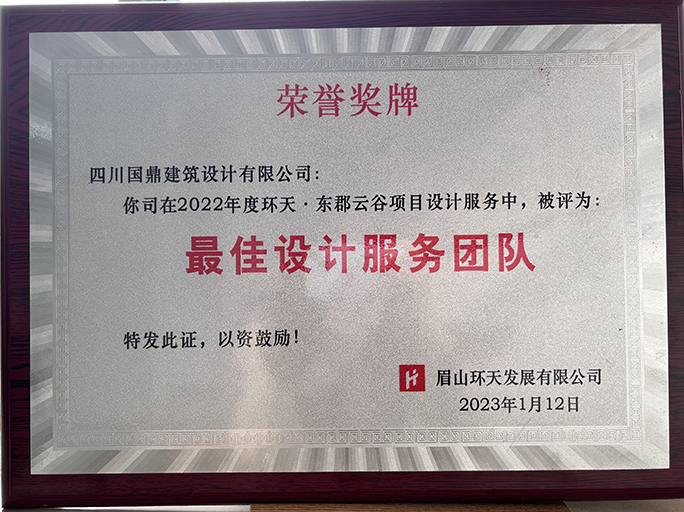 荣誉奖牌
四川国鼎建筑设计有限公司:
你司在2022年度环天·东郡云谷项目设计服务中,被评为:
最佳设计服务团队
特发此证,以资鼓励!
眉山环天发展有限公司
2023年1月12日